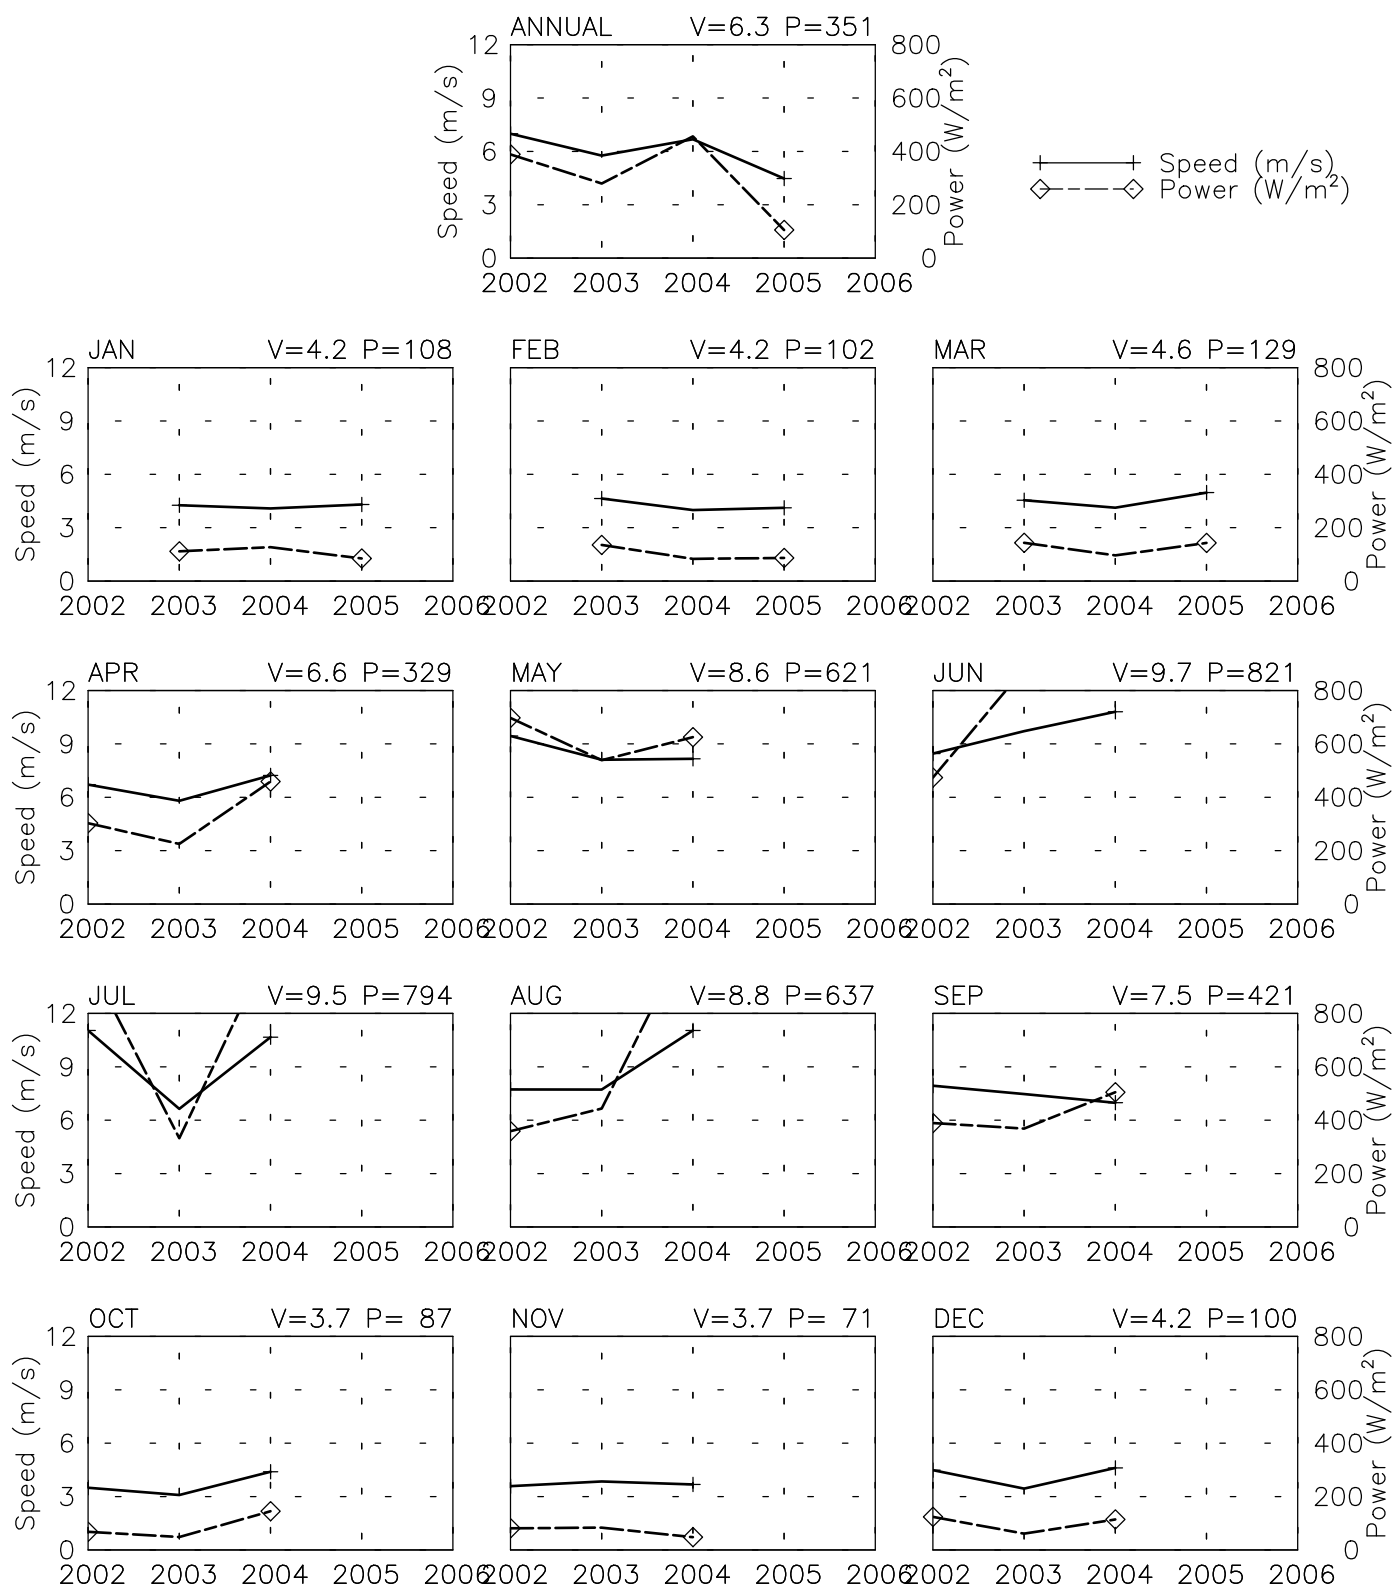 ANNUAL V=6.3 P=351
12 800
9 600
6 400
3 200
0 0
Speed (m/s)
Power (W/m²)
2002 2003 2004 2005 2006
Speed (m/s)
Power (W/m²)
JAN V=4.2 P=108 FEB V=4.2 P=102 MAR V=4.6 P=129
12 800
9 600
6 400
3 200
0 0
Speed (m/s)
Power (W/m²)
2002 2003 2004 2005 2006 2002 2003 2004 2005 2006 2002 2003 2004 2005 2006
APR V=6.6 P=329 MAY V=8.6 P=621 JUN V=9.7 P=821
12 800
9 600
6 400
3 200
0 0
Speed (m/s)
Power (W/m²)
2002 2003 2004 2005 2006 2002 2003 2004 2005 2006 2002 2003 2004 2005 2006
JUL V=9.5 P=794 AUG V=8.8 P=637 SEP V=7.5 P=421
12 800
9 600
6 400
3 200
0 0
Speed (m/s)
Power (W/m²)
2002 2003 2004 2005 2006 2002 2003 2004 2005 2006 2002 2003 2004 2005 2006
OCT V=3.7 P= 87 NOV V=3.7 P= 71 DEC V=4.2 P=100
12 800
9 600
6 400
3 200
0 0
Speed (m/s)
Power (W/m²)
2002 2003 2004 2005 2006 2002 2003 2004 2005 2006 2002 2003 2004 2005 2006